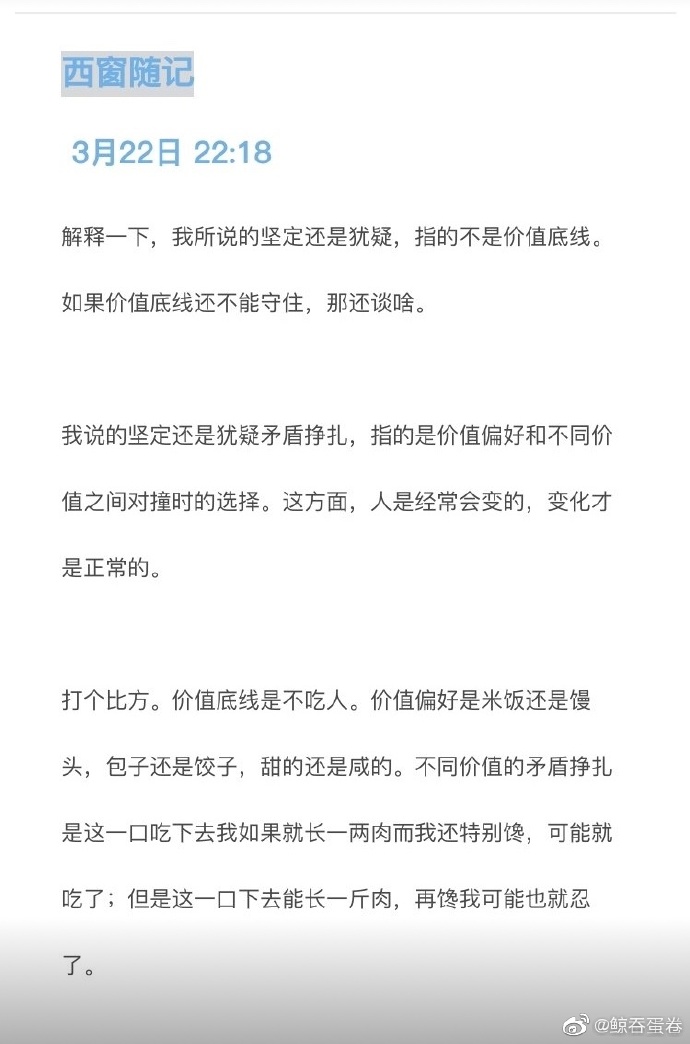 西窗随记
3月22日 22:18
解释一下，我所说的坚定还是犹疑，指的不是价值底线。
如果价值底线还不能守住，那还谈啥。
我说的坚定还是犹疑矛盾挣扎，指的是价值偏好和不同价
值之间对撞时的选择。这方面，人是经常会变的，变化才
是正常的。
打个比方。价值底线是不吃人。价值偏好是米饭还是馒
头，包子还是饺子，甜的还是咸的。不同价值的矛盾挣扎
是这一口吃下去我如果就长一两肉而我还特别馋，可能就
吃了；但是这一口下去能长一斤肉，再馋我可能也就忍
了。
@鲸吞蛋卷